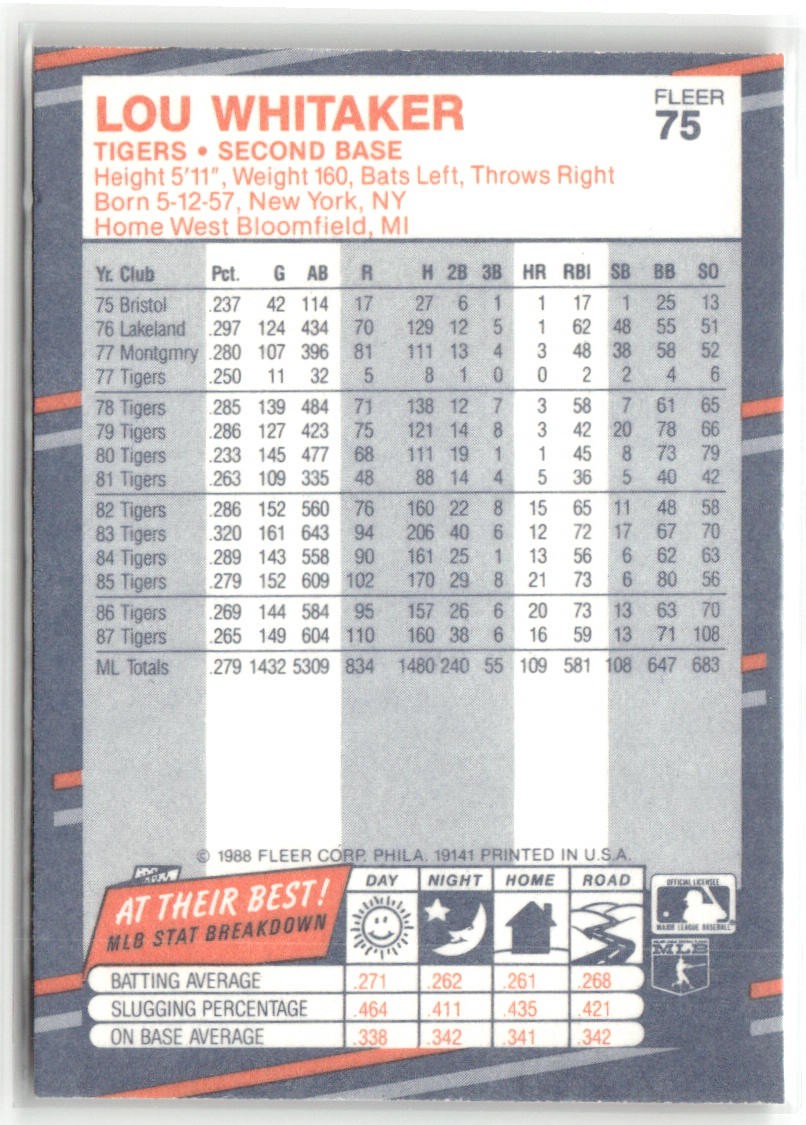 LOU WHITAKER
FLEER
75
TIGERS • SECOND BASE
Height 5'11", Weight 160, Bats Left, Throws Right
Born 5-12-57, New York, NY
Home West Bloomfield, MI
Yr. Club Pct. G AB R H 2B 3B HR RBI SB BB SO
75 Bristol .237 42 114 17 27 6 1 1 17 1 25 13
76 Lakeland .297 124 434 70 129 12 5 1 62 48 55 51
77 Montgmry .280 107 396 81 111 13 4 3 48 38 58 52
77 Tigers .250 11 32 5 8 1 0 0 2 2 4 6
78 Tigers .285 139 484 71 138 12 7 3 58 7 61 65
79 Tigers .286 127 423 75 121 14 8 3 42 20 78 66
80 Tigers .233 145 477 68 111 19 1 1 45 8 73 79
81 Tigers .263 109 335 48 88 14 4 5 36 5 40 42
82 Tigers .286 152 560 76 160 22 8 15 65 11 48 58
83 Tigers .320 161 643 94 206 40 6 12 72 17 67 70
84 Tigers .289 143 558 90 161 25 1 13 56 6 62 63
85 Tigers .279 152 609 102 170 29 8 21 73 6 80 56
86 Tigers .269 144 584 95 157 26 6 20 73 13 63 70
87 Tigers .265 149 604 110 160 38 6 16 59 13 71 108
ML Totals .279 1432 5309 834 1480 240 55 109 581 108 647 683
© 1988 FLEER CORP. PHILA. 19141 PRINTED IN U.S.A.
AT THEIR BEST!
MLB STAT BREAKDOWN
DAY NIGHT HOME ROAD
OFFICIAL LICENSEE
MAJOR LEAGUE BASEBALL
MLB
BATTING AVERAGE .271 .262 .261 .268
SLUGGING PERCENTAGE .464 .411 .435 .421
ON BASE AVERAGE .338 .342 .341 .342